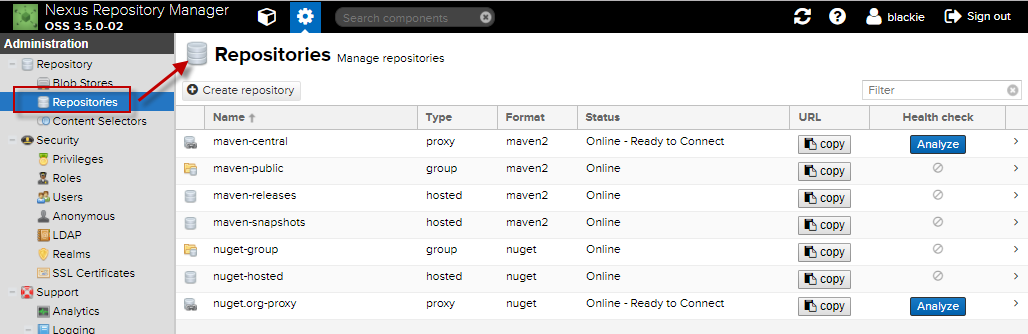 Nexus Repository Manager
OSS 3.5.0-02
Search components
?
blackie
Sign out
Administration
Repository
Blob Stores
Repositories
Content Selectors
Security
Privileges
Roles
Users
Anonymous
LDAP
Realms
SSL Certificates
Support
Analytics
Logging
Repositories Manage repositories
Create repository
Filter
Name Type Format Status URL Health check
maven-central proxy maven2 Online - Ready to Connect copy Analyze
maven-public group maven2 Online copy
maven-releases hosted maven2 Online copy
maven-snapshots hosted maven2 Online copy
nuget-group group nuget Online copy
nuget-hosted hosted nuget Online copy
nuget.org-proxy proxy nuget Online - Ready to Connect copy Analyze